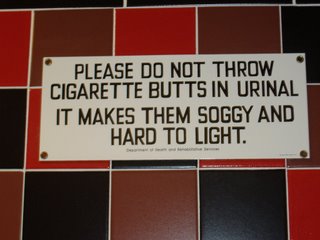 PLEASE DO NOT THROW
CIGARETTE BUTTS IN URINAL
IT MAKES THEM SOGGY AND
HARD TO LIGHT.
Department of Health and Rehabilitative Services